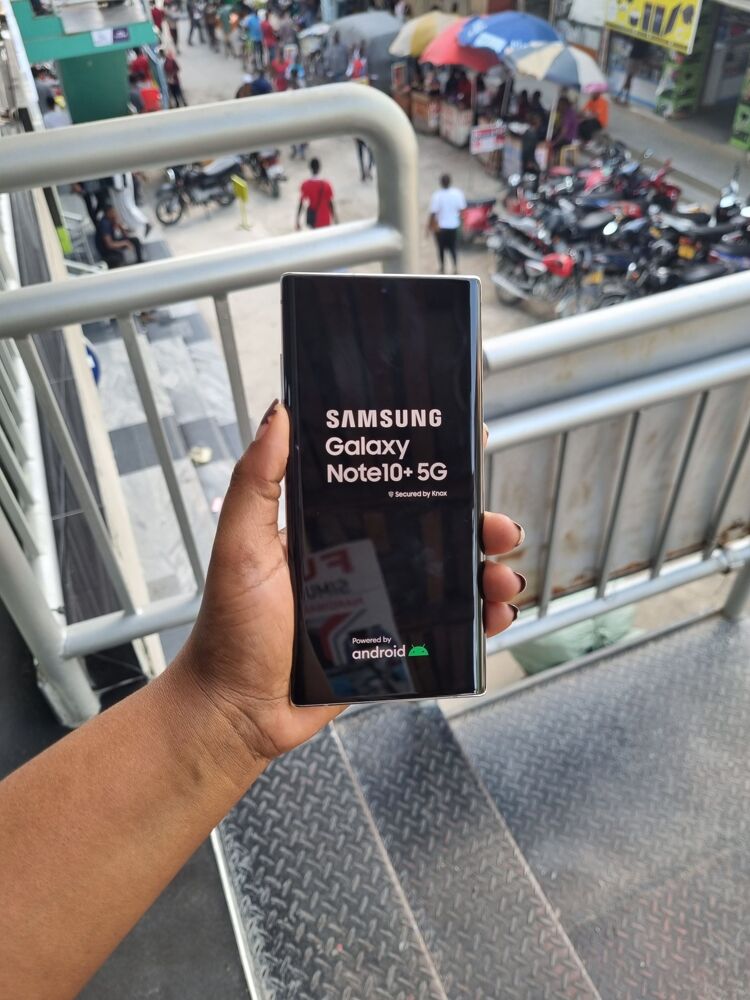 SAMSUNG
Galaxy
Note10+ 5G
Secured by Knox
Powered by
android